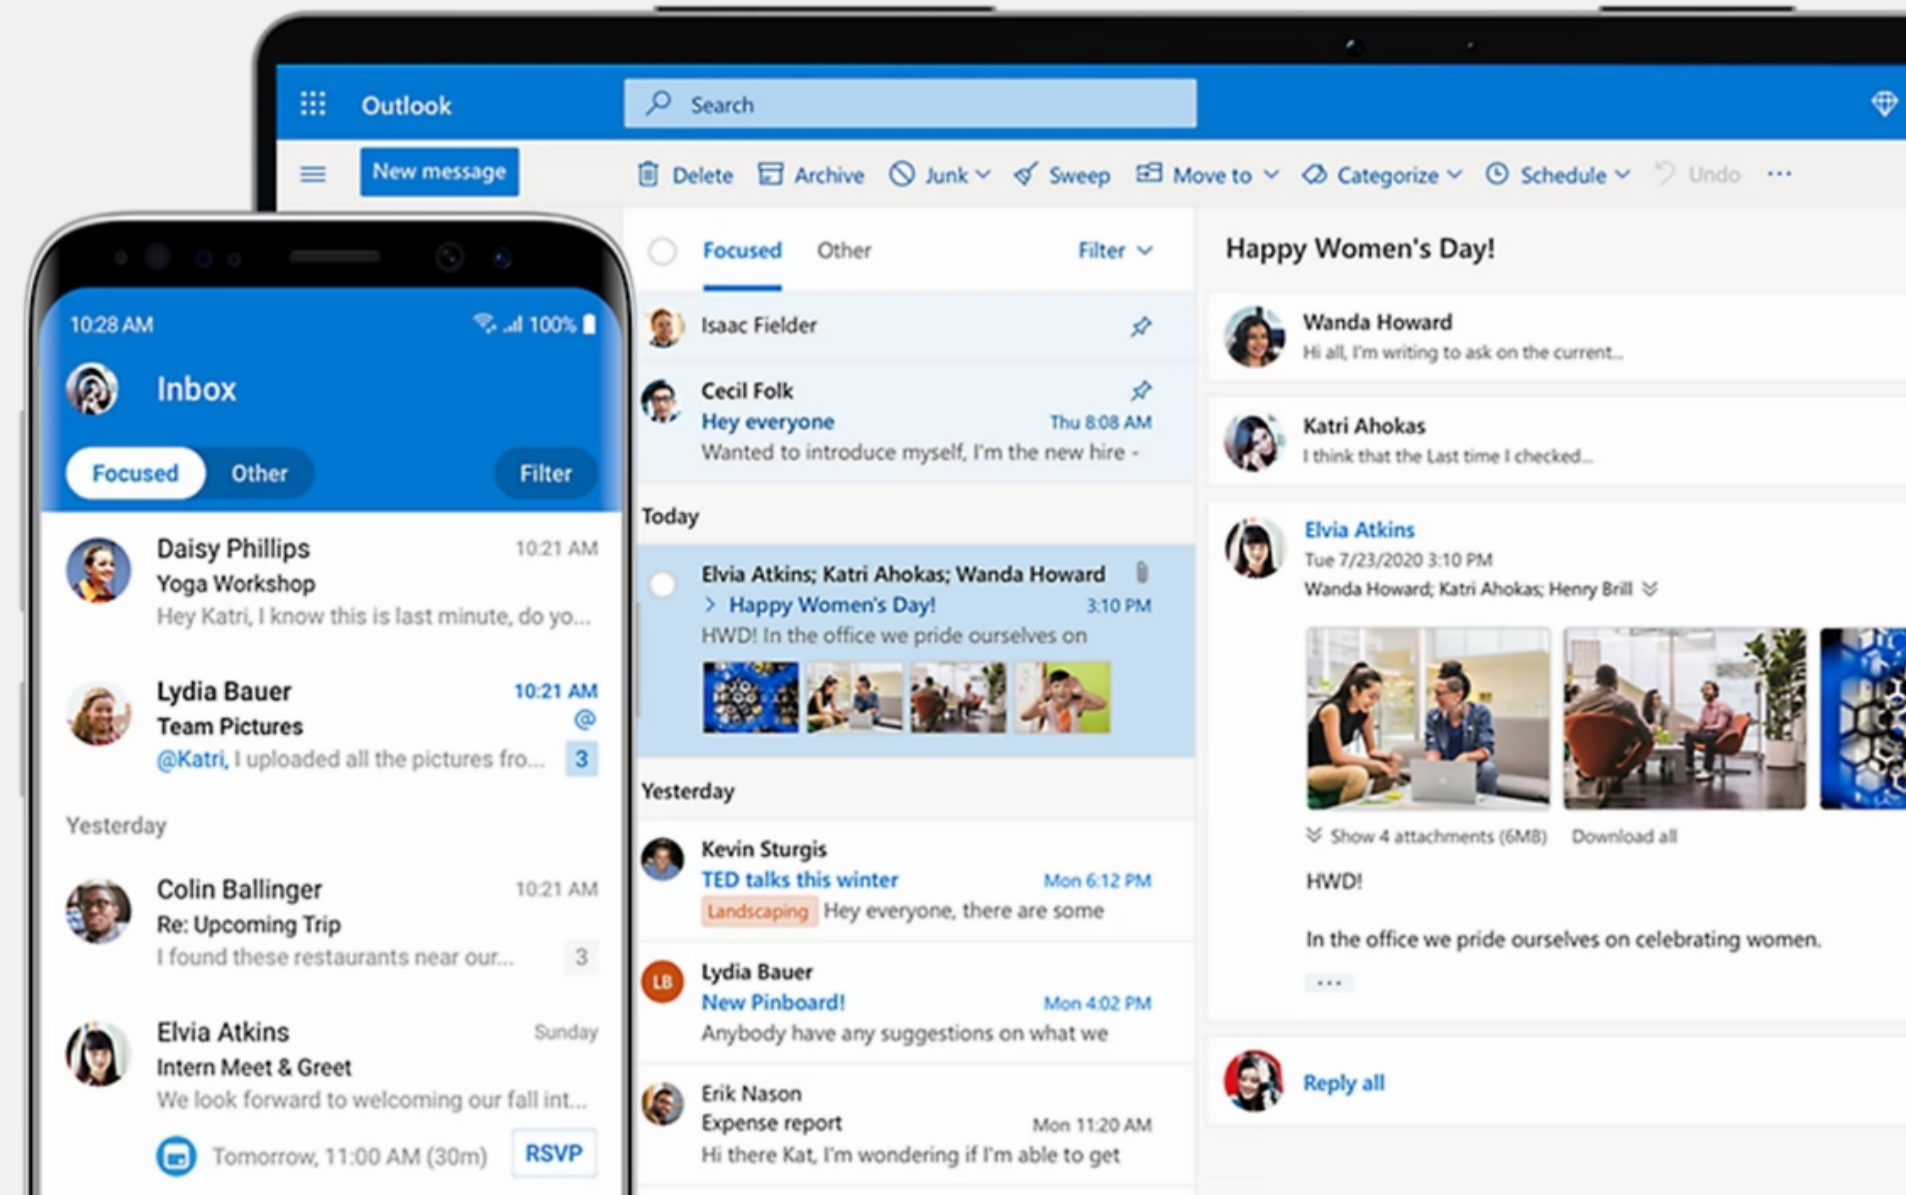 Outlook
Search
New message
Delete Archive Junk Sweep Move to Categorize Schedule Undo
Focused Other Filter
Isaac Fielder
Cecil Folk
Hey everyone Thu 8:08 AM
Wanted to introduce myself, I'm the new hire -
Today
Elvia Atkins; Katri Ahokas; Wanda Howard
> Happy Women's Day! 3:10 PM
HWD! In the office we pride ourselves on
Yesterday
Kevin Sturgis
TED talks this winter Mon 6:12 PM
Landscaping Hey everyone, there are some
LB
Lydia Bauer
New Pinboard! Mon 4:02 PM
Anybody have any suggestions on what we
Erik Nason
Expense report Mon 11:20 AM
Hi there Kat, I'm wondering if I'm able to get
Happy Women's Day!
Wanda Howard
Hi all, I'm writing to ask on the current...
Katri Ahokas
I think that the Last time I checked...
Elvia Atkins
Tue 7/23/2020 3:10 PM
Wanda Howard; Katri Ahokas; Henry Brill
Show 4 attachments (6MB) Download all
HWD!
In the office we pride ourselves on celebrating women.
...
Reply all
10:28 AM 100%
Inbox
Focused Other Filter
Daisy Phillips 10:21 AM
Yoga Workshop
Hey Katri, I know this is last minute, do yo...
Lydia Bauer 10:21 AM
Team Pictures @
@Katri, I uploaded all the pictures fro... 3
Yesterday
Colin Ballinger 10:21 AM
Re: Upcoming Trip
I found these restaurants near our... 3
Elvia Atkins Sunday
Intern Meet & Greet
We look forward to welcoming our fall int...
Tomorrow, 11:00 AM (30m) RSVP